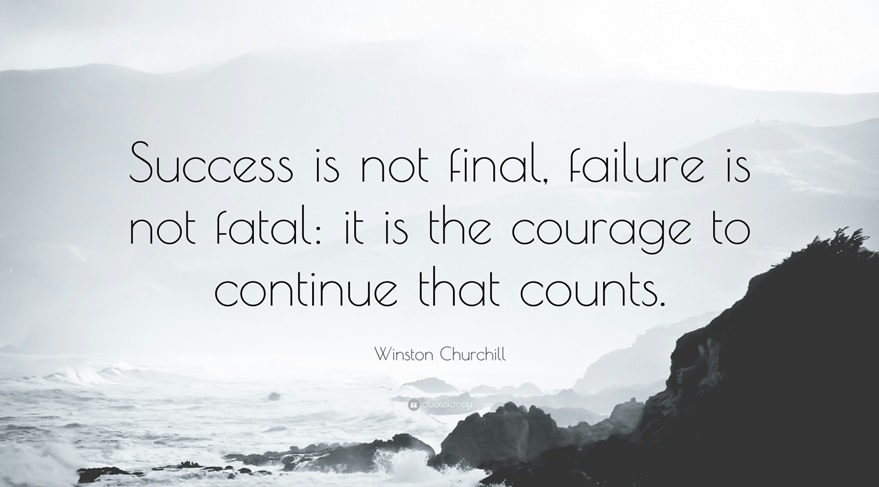 Success is not final, failure is
not fatal: it is the courage to
continue that counts.
Winston Churchill